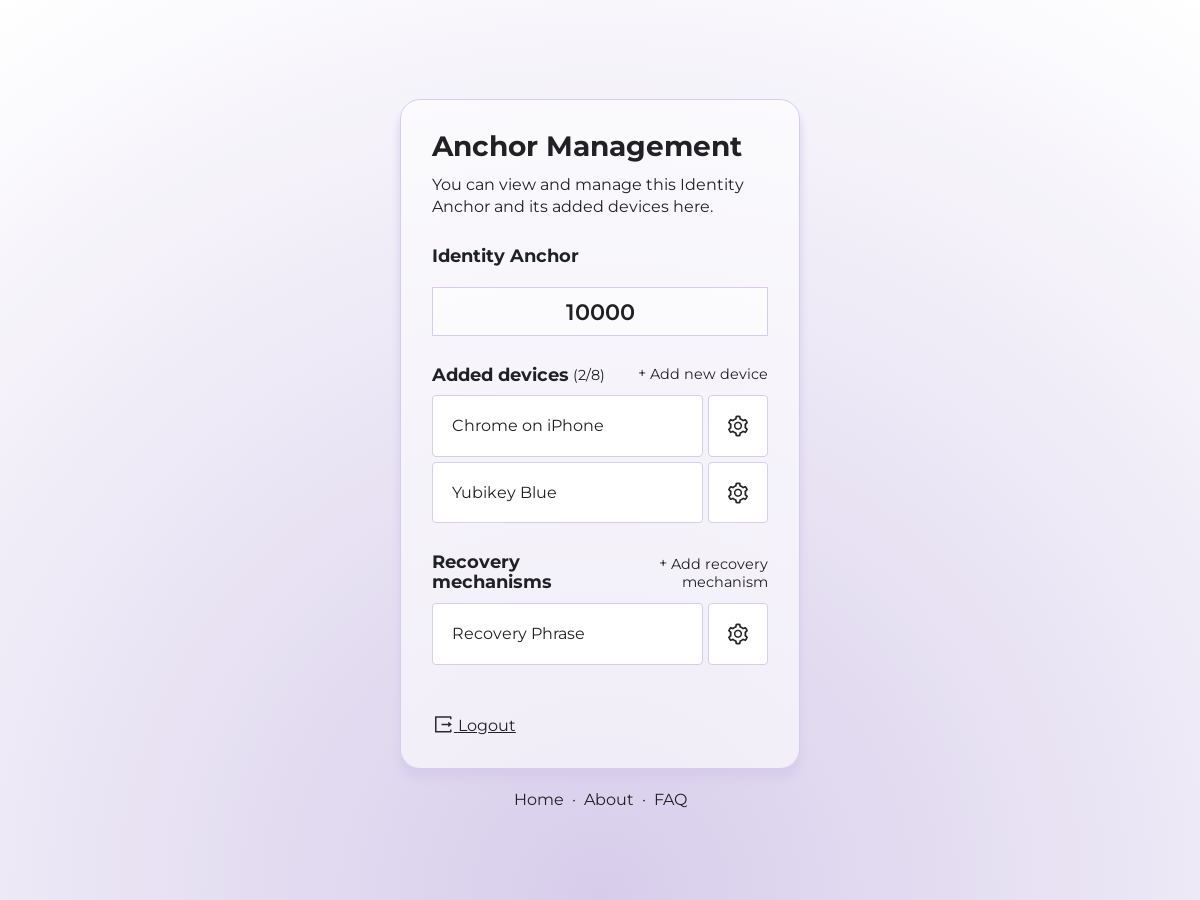 Anchor Management
You can view and manage this Identity
Anchor and its added devices here.
Identity Anchor
10000
Added devices (2/8) + Add new device
Chrome on iPhone
Yubikey Blue
Recovery
mechanisms
+ Add recovery
mechanism
Recovery Phrase
Logout
Home · About · FAQ